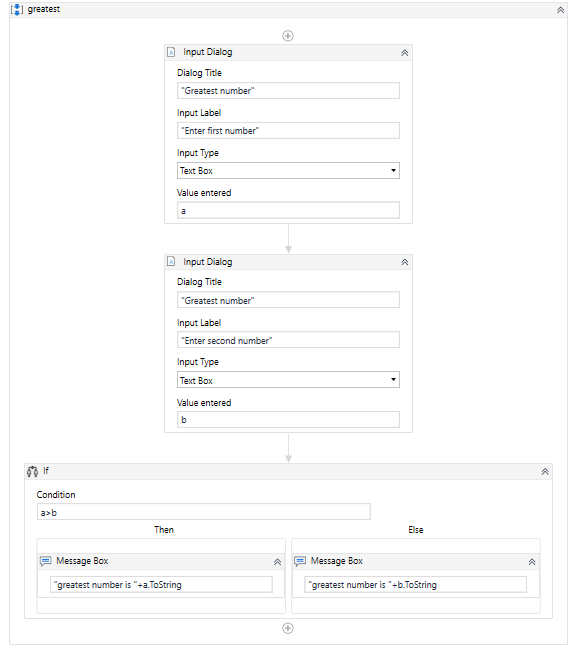 greatest
Input Dialog
Dialog Title
"Greatest number"
Input Label
"Enter first number"
Input Type
Text Box
Value entered
a
Input Dialog
Dialog Title
"Greatest number"
Input Label
"Enter second number"
Input Type
Text Box
Value entered
b
If
Condition
a>b
Then Else
Message Box Message Box
"greatest number is "+a.ToString "greatest number is "+b.ToString